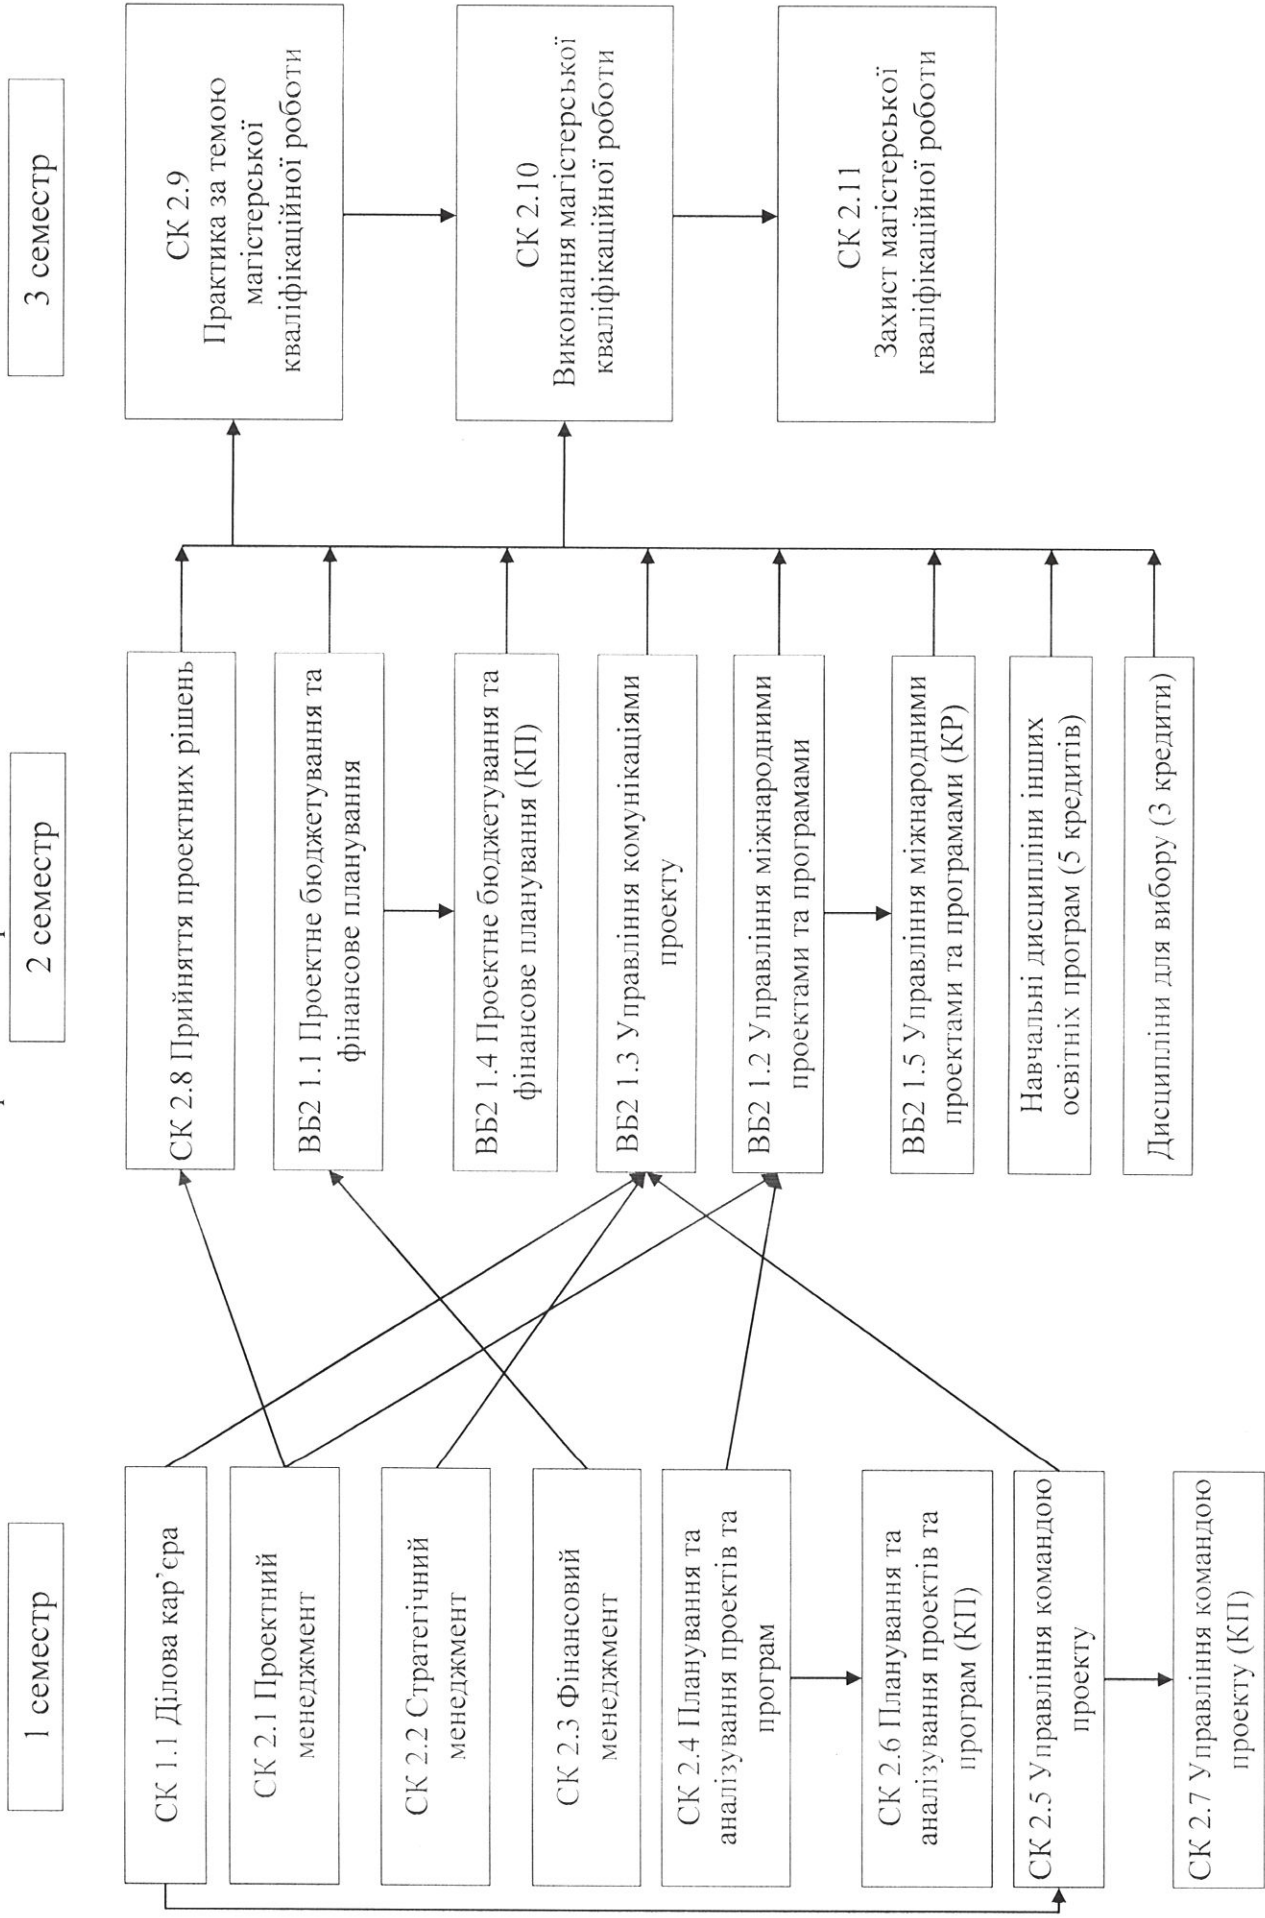 1 семестр
СК 1.1 Ділова кар’єра
СК 2.1 Проектний
менеджмент
СК 2.2 Стратегічний
менеджмент
СК 2.3 Фінансовий
менеджмент
СК 2.4 Планування та
аналізування проектів та
програм
СК 2.6 Планування та
аналізування проектів та
програм (КП)
СК 2.5 Управління командою
проекту
СК 2.7 Управління командою
проекту (КП)
2 семестр
СК 2.8 Прийняття проектних рішень
ВБ2 1.1 Проектне бюджетування та
фінансове планування
ВБ2 1.4 Проектне бюджетування та
фінансове планування (КП)
ВБ2 1.3 Управління комунікаціями
проекту
ВБ2 1.2 Управління міжнародними
проектами та програмами
ВБ2 1.5 Управління міжнародними
проектами та програмами (КР)
Навчальні дисципліни інших
освітніх програм (5 кредитів)
Дисципліни для вибору (3 кредити)
3 семестр
СК 2.9
Практика за темою
магістерської
кваліфікаційної роботи
СК 2.10
Виконання магістерської
кваліфікаційної роботи
СК 2.11
Захист магістерської
кваліфікаційної роботи